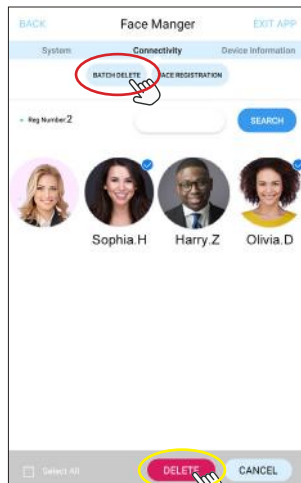 BACK Face Manger EXIT APP
System Connectivity Device Information
BATCH DELETE FACE REGISTRATION
Reg Number:2 SEARCH
Sophia.H Harry.Z Olivia.D
Select All DELETE CANCEL